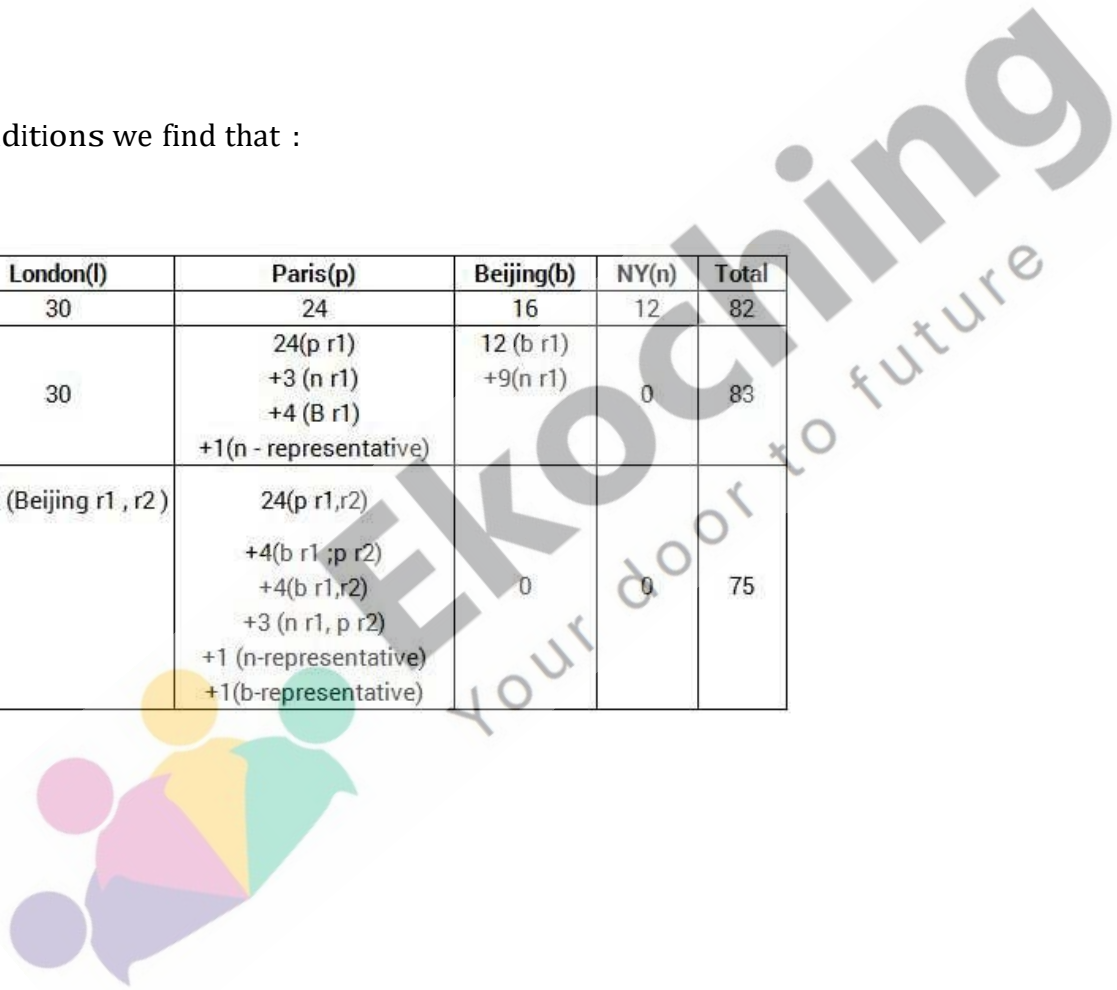 ditions we find that :
London(l) Paris(p) Beijing(b) NY(n) Total
30 24 16 12 82
30
24(p r1)
+3 (n r1)
+4 (B r1)
+1(n - representative)
12 (b r1)
+9(n r1)
0
83
(Beijing r1 , r2 )
24(p r1,r2)
+4(b r1 ;p r2)
+4(b r1,r2)
+3 (n r1, p r2)
+1 (n-representative)
+1(b-representative)
0
0
75
Ekoching
Your door to future